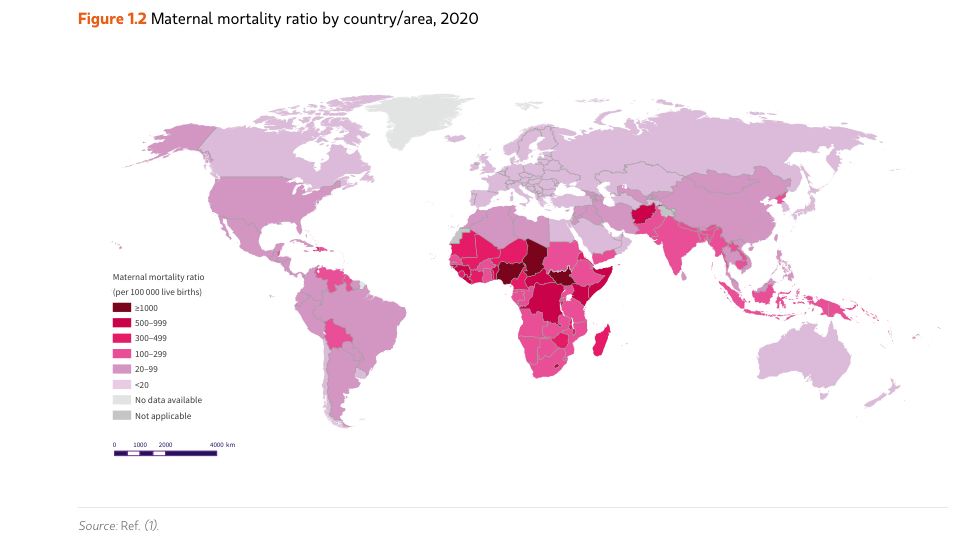 Figure 1.2 Maternal mortality ratio by country/area, 2020
Maternal mortality ratio
(per 100 000 live births)
≥1000
500–999
300–499
100–299
20–99
<20
No data available
Not applicable
0 1000 2000 4000 km
Source: Ref. (1).